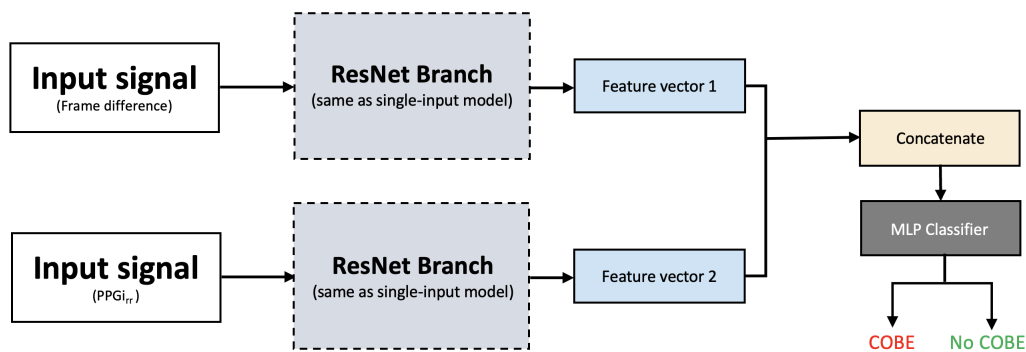 Input signal
(Frame difference)
ResNet Branch
(same as single-input model)
Feature vector 1
Concatenate
MLP Classifier
Input signal
(PPGi_rr)
ResNet Branch
(same as single-input model)
Feature vector 2
COBE
No COBE